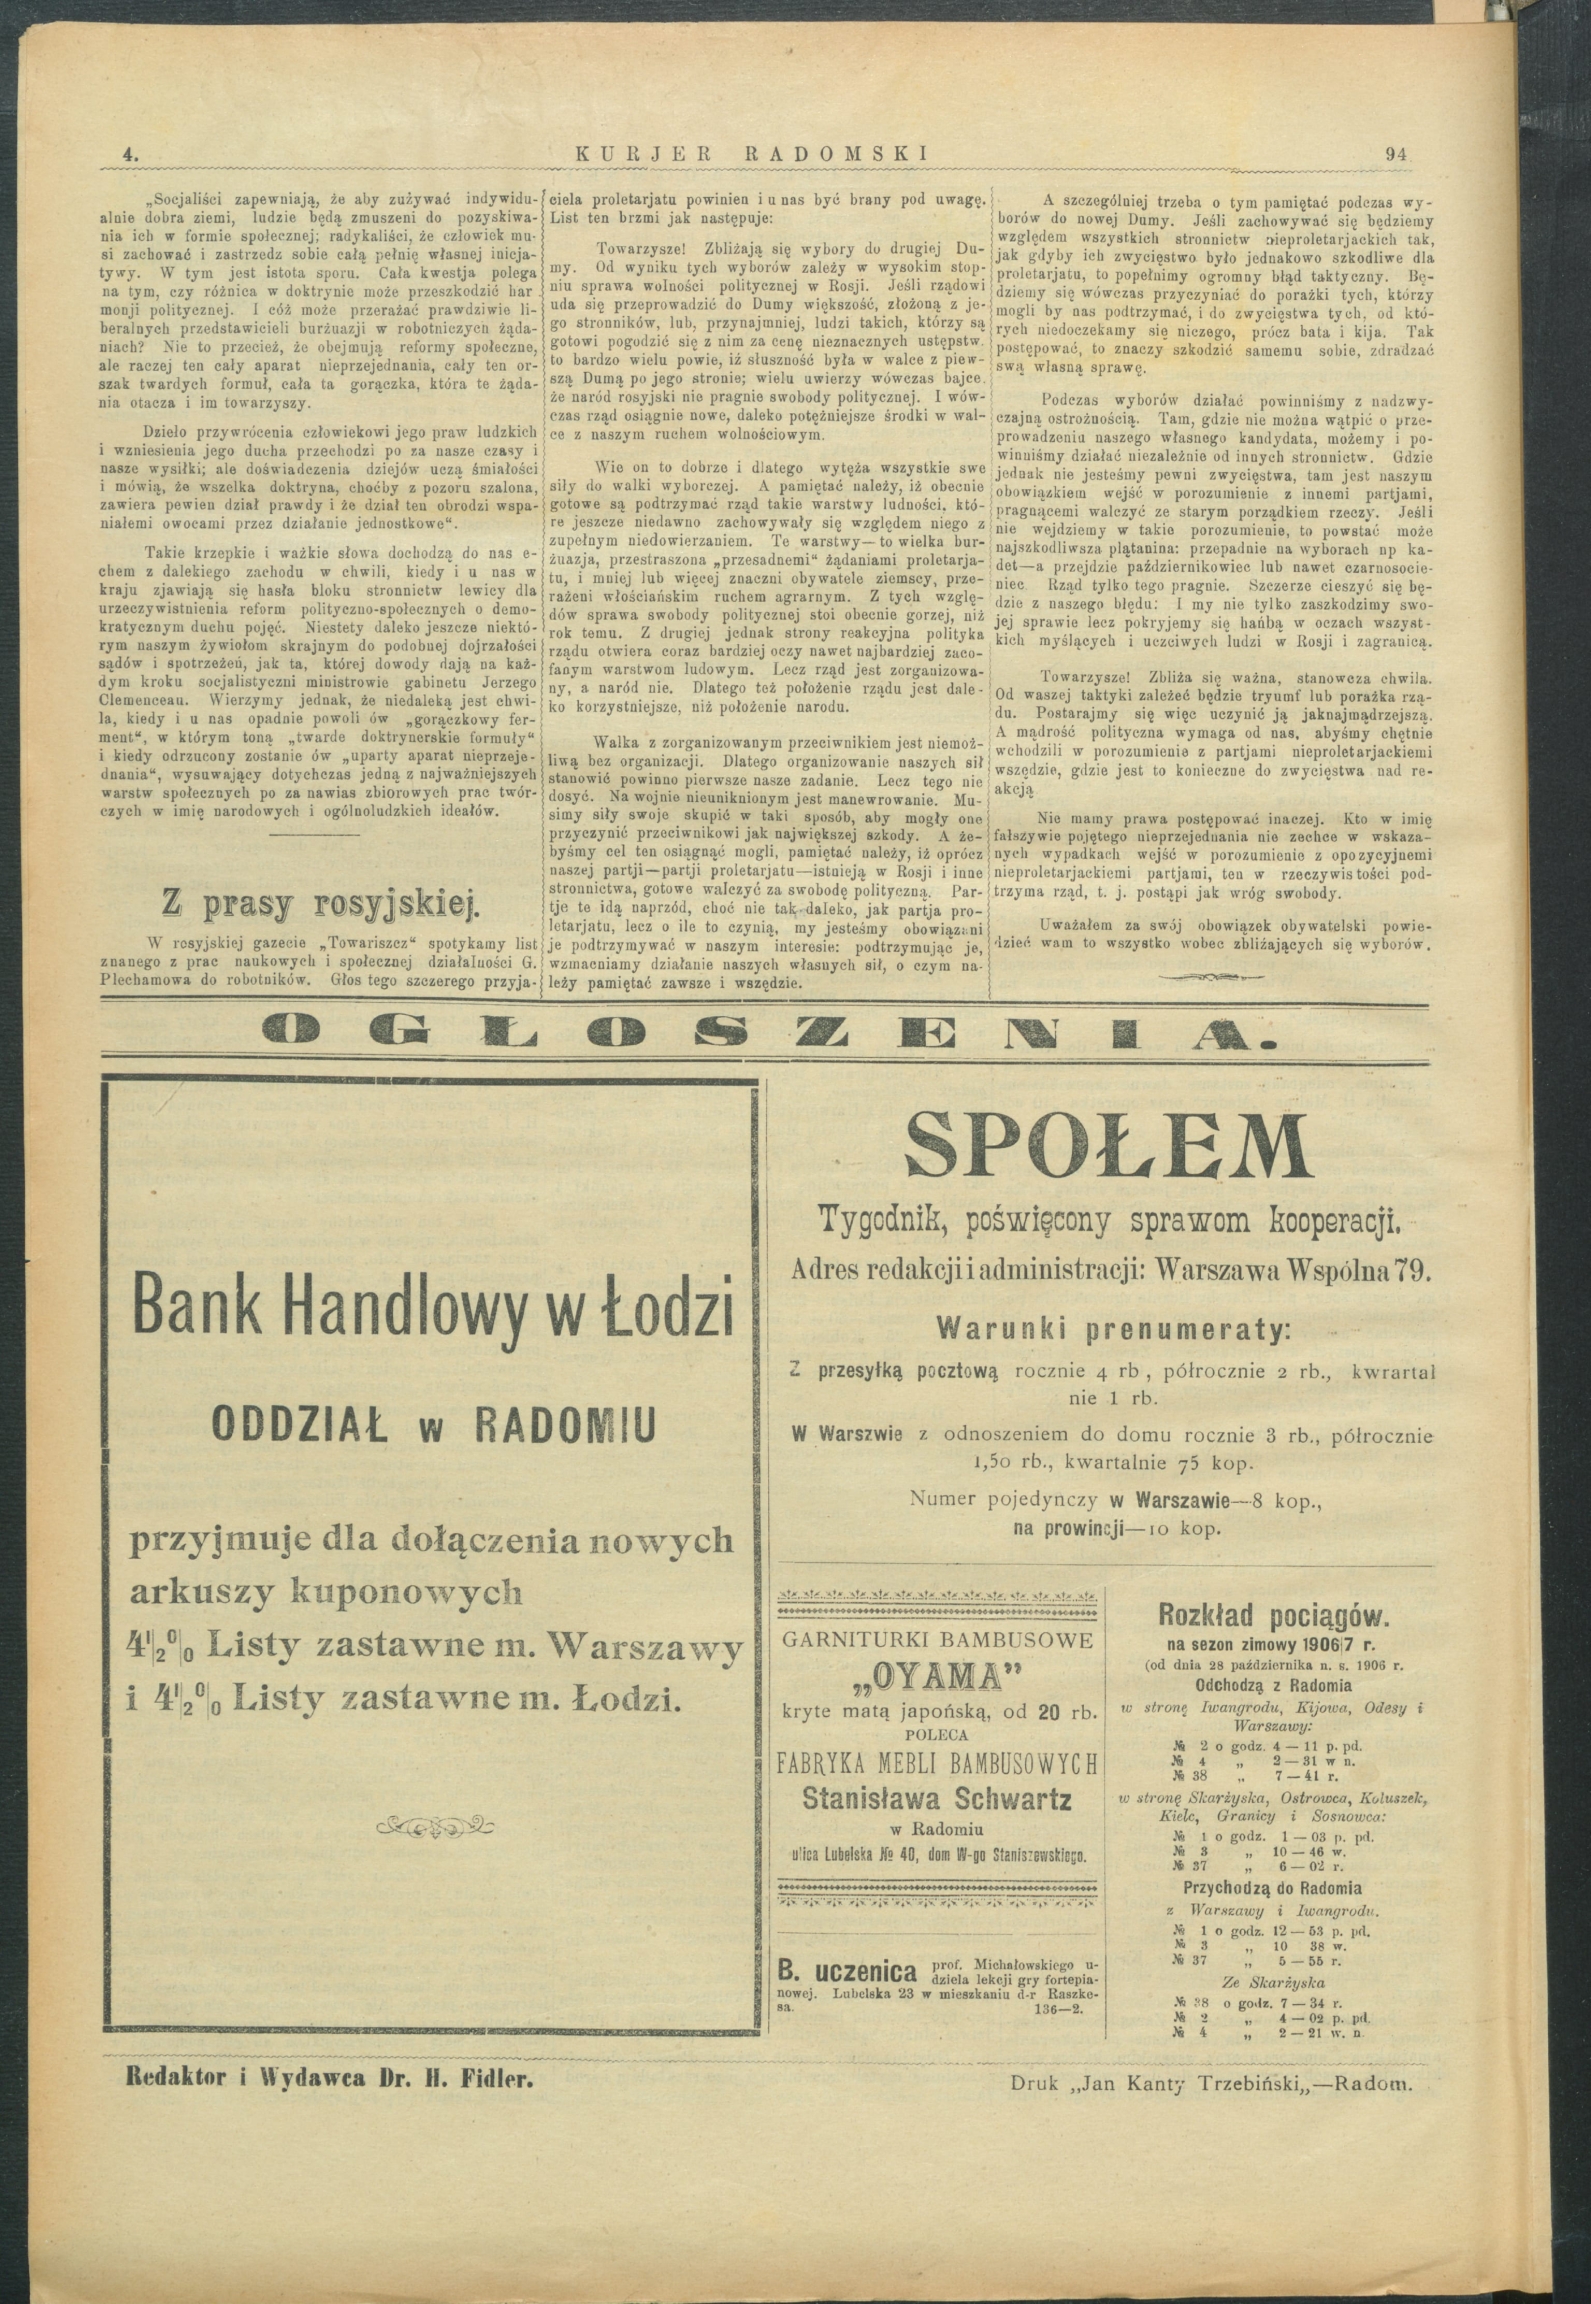 4.
KURJER RADOMSKI
94
„Socjaliści zapewniają, że aby zużywać indywidu-
alnie dobra ziemi, ludzie będą zmuszeni do pozyskiwa-
nia ich w formie społecznej; radykaliści, że człowiek mu-
si zachować i zastrzedz sobie całą pełnię własnej inicja-
tywy. W tym jest istota sporu. Cała kwestja polega
na tym, czy różnica w doktrynie może przeszkodzić har
monji politycznej. I cóż może przerażać prawdziwie li-
beralnych przedstawicieli burżuazji w robotniczych żąda-
niach? Nie to przecież, że obejmują reformy społeczne,
ale raczej ten cały aparat nieprzejednania, cały ten or-
szak twardych formuł, cała ta gorączka, która te żąda-
nia otacza i im towarzyszy.
Dzieło przywrócenia człowiekowi jego praw ludzkich
i wzniesienia jego ducha przechodzi po za nasze czasy i
nasze wysiłki; ale doświadczenia dziejów uczą śmiałości
i mówią, że wszelka doktryna, choćby z pozoru szalona,
zawiera pewien dział prawdy i że dział ten obrodzi wspa-
niałemi owocami przez działanie jednostkowe“.
Takie krzepkie i ważkie słowa dochodzą do nas e-
chem z dalekiego zachodu w chwili, kiedy i u nas w
kraju zjawiają się hasła bloku stronnictw lewicy dla
urzeczywistnienia reform polityczno-społecznych o demo-
kratycznym duchu pojęć. Niestety daleko jeszcze niektó-
rym naszym żywiołom skrajnym do podobnej dojrzałości
sądów i spotrzeżeń, jak ta, której dowody dają na każ-
dym kroku socjalistyczni ministrowie gabinetu Jerzego
Clemenceau. Wierzymy jednak, że niedaleką jest chwi-
la, kiedy i u nas opadnie powoli ów „gorączkowy fer-
ment“, w którym toną „twarde doktrynerskie formuły“
i kiedy odrzucony zostanie ów „uparty aparat nieprzeje-
dnania“, wysuwający dotychczas jedną z najważniejszych
warstw społecznych po za nawias zbiorowych prac twór-
czych w imię narodowych i ogólnoludzkich ideałów.
Z prasy rosyjskiej.
W rosyjskiej gazecie „Towariszcz“ spotykamy list
znanego z prac naukowych i społecznej działalności G.
Plechamowa do robotników. Głos tego szczerego przyja-
ciela proletarjatu powinien i u nas być brany pod uwagę.
List ten brzmi jak następuje:
Towarzysze! Zbliżają się wybory do drugiej Du-
my. Od wyniku tych wyborów zależy w wysokim stop-
niu sprawa wolności politycznej w Rosji. Jeśli rządowi
uda się przeprowadzić do Dumy większość, złożoną z je-
go stronników, lub, przynajmniej, ludzi takich, którzy są
gotowi pogodzić się z nim za cenę nieznacznych ustępstw.
to bardzo wielu powie, iż słuszność była w walce z pierw-
szą Dumą po jego stronie; wielu uwierzy wówczas bajce.
że naród rosyjski nie pragnie swobody politycznej. I wów-
czas rząd osiągnie nowe, daleko potężniejsze środki w wal-
ce z naszym ruchem wolnościowym.
Wie on to dobrze i dlatego wytęża wszystkie swe
siły do walki wyborczej. A pamiętać należy, iż obecnie
gotowe są podtrzymać rząd takie warstwy ludności, któ-
re jeszcze niedawno zachowywały się względem niego z
zupełnym niedowierzaniem. Te warstwy—to wielka bur-
żuazja, przestraszona „przesadnemi“ żądaniami proletarja-
tu, i mniej lub więcej znaczni obywatele ziemscy, prze-
rażeni włościańskim ruchem agrarnym. Z tych wzglę-
dów sprawa swobody politycznej stoi obecnie gorzej, niż
rok temu. Z drugiej jednak strony reakcyjna polityka
rządu otwiera coraz bardziej oczy nawet najbardziej zaco-
fanym warstwom ludowym. Lecz rząd jest zorganizowa-
ny, a naród nie. Dlatego też położenie rządu jest dale-
ko korzystniejsze, niż położenie narodu.
Walka z zorganizowanym przeciwnikiem jest niemoż-
liwą bez organizacji. Dlatego organizowanie naszych sił
stanowić powinno pierwsze nasze zadanie. Lecz tego nie
dosyć. Na wojnie nieuniknionym jest manewrowanie. Mu-
simy siły swoje skupić w taki sposób, aby mogły one
przyczynić przeciwnikowi jak największej szkody. A że-
byśmy cel ten osiągnąć mogli, pamiętać należy, iż oprócz
naszej partji—partji proletarjatu—istnieją w Rosji i inne
stronnictwa, gotowe walczyć za swobodę polityczną. Par-
tje te idą naprzód, choć nie tak daleko, jak partja pro-
letarjatu, lecz o ile to czynią, my jesteśmy obowiązani
je podtrzymywać w naszym interesie: podtrzymując je,
wzmacniamy działanie naszych własnych sił, o czym na-
leży pamiętać zawsze i wszędzie.
A szczególniej trzeba o tym pamiętać podczas wy-
borów do nowej Dumy. Jeśli zachowywać się będziemy
względem wszystkich stronnictw nieproletarjackich tak,
jak gdyby ich zwycięstwo było jednakowo szkodliwe dla
proletarjatu, to popełnimy ogromny błąd taktyczny. Bę-
dziemy się wówczas przyczyniać do porażki tych, którzy
mogli by nas podtrzymać, i do zwycięstwa tych, od któ-
rych niedoczekamy się niczego, prócz bata i kija. Tak
postępować, to znaczy szkodzić samemu sobie, zdradzać
swą własną sprawę.
Podczas wyborów działać powinniśmy z nadzwy-
czajną ostrożnością. Tam, gdzie nie można wątpić o prze-
prowadzeniu naszego własnego kandydata, możemy i po-
winniśmy działać niezależnie od innych stronnictw. Gdzie
jednak nie jesteśmy pewni zwycięstwa, tam jest naszym
obowiązkiem wejść w porozumienie z innemi partjami,
pragnącemi walczyć ze starym porządkiem rzeczy. Jeśli
nie wejdziemy w takie porozumienie, to powstać może
najszkodliwsza plątanina: przepadnie na wyborach np ka-
det—a przejdzie październikowiec lub nawet czarnosocie-
niec. Rząd tylko tego pragnie. Szczerze cieszyć się bę-
dzie z naszego błędu: I my nie tylko zaszkodzimy swo-
jej sprawie lecz pokryjemy się hańbą w oczach wszyst-
kich myślących i uczciwych ludzi w Rosji i zagranicą.
Towarzysze! Zbliża się ważna, stanowcza chwila.
Od waszej taktyki zależeć będzie tryumf lub porażka rzą-
du. Postarajmy się więc uczynić ją jaknajmądrzejszą.
A mądrość polityczna wymaga od nas, abyśmy chętnie
wchodzili w porozumienie z partjami nieproletarjackiemi
wszędzie, gdzie jest to konieczne do zwycięstwa nad re-
akcją
Nie mamy prawa postępować inaczej. Kto w imię
fałszywie pojętego nieprzejednania nie zechce w wskaza-
nych wypadkach wejść w porozumienie z opozycyjnemi
nieproletarjackiemi partjami, ten w rzeczywistości pod-
trzyma rząd, t. j. postąpi jak wróg swobody.
Uważałem za swój obowiązek obywatelski powie-
dzieć wam to wszystko wobec zbliżających się wyborów.
OGŁOSZENIA.
Bank Handlowy w Łodzi
ODDZIAŁ w RADOMIU
przyjmuje dla dołączenia nowych
arkuszy kuponowych
4 1/2 % Listy zastawne m. Warszawy
i 4 1/2 % Listy zastawne m. Łodzi.
SPOŁEM
Tygodnik, poświęcony sprawom kooperacji.
Adres redakcji i administracji: Warszawa Wspólna 79.
Warunki prenumeraty:
Z przesyłką pocztową rocznie 4 rb, półrocznie 2 rb., kwrartal
nie 1 rb.
W Warszwie z odnoszeniem do domu rocznie 3 rb., półrocznie
1,50 rb., kwartalnie 75 kop.
Numer pojedynczy w Warszawie—8 kop.,
na prowincji—10 kop.
GARNITURKI BAMBUSOWE
„OYAMA”
kryte matą japońską, od 20 rb.
POLECA
FABRYKA MEBLI BAMBUSOWYCH
Stanisława Schwartz
w Radomiu
ulica Lubelska № 40, dom W-go Staniszewskiego.
B. uczenica prof. Michałowskiego u-
dziela lekcji gry fortepia-
nowej. Lubelska 23 w mieszkaniu d-r Raszke-
sa. 136—2.
Rozkład pociągów.
na sezon zimowy 1906|7 r.
(od dnia 28 października n. s. 1906 r.
Odchodzą z Radomia
w stronę Iwangrodu, Kijowa, Odesy i
Warszawy:
№ 2 o godz. 4—11 p. pd.
№ 4 „ 2—31 w n.
№ 38 „ 7—41 r.
w stronę Skarżyska, Ostrowca, Koluszek,
Kielc, Granicy i Sosnowca:
№ 1 o godz. 1—03 p. pd.
№ 3 „ 10—46 w.
№ 37 „ 6—02 r.
Przychodzą do Radomia
z Warszawy i Iwangrodu.
№ 1 o godz. 12—53 p. pd.
№ 3 „ 10 38 w.
№ 37 „ 5—55 r.
Ze Skarżyska
№ 38 o godz. 7—34 r.
№ 2 „ 4—02 p. pd.
№ 4 „ 2—21 w. n
Redaktor i Wydawca Dr. H. Fidler.
Druk „Jan Kanty Trzebiński„—Radom.